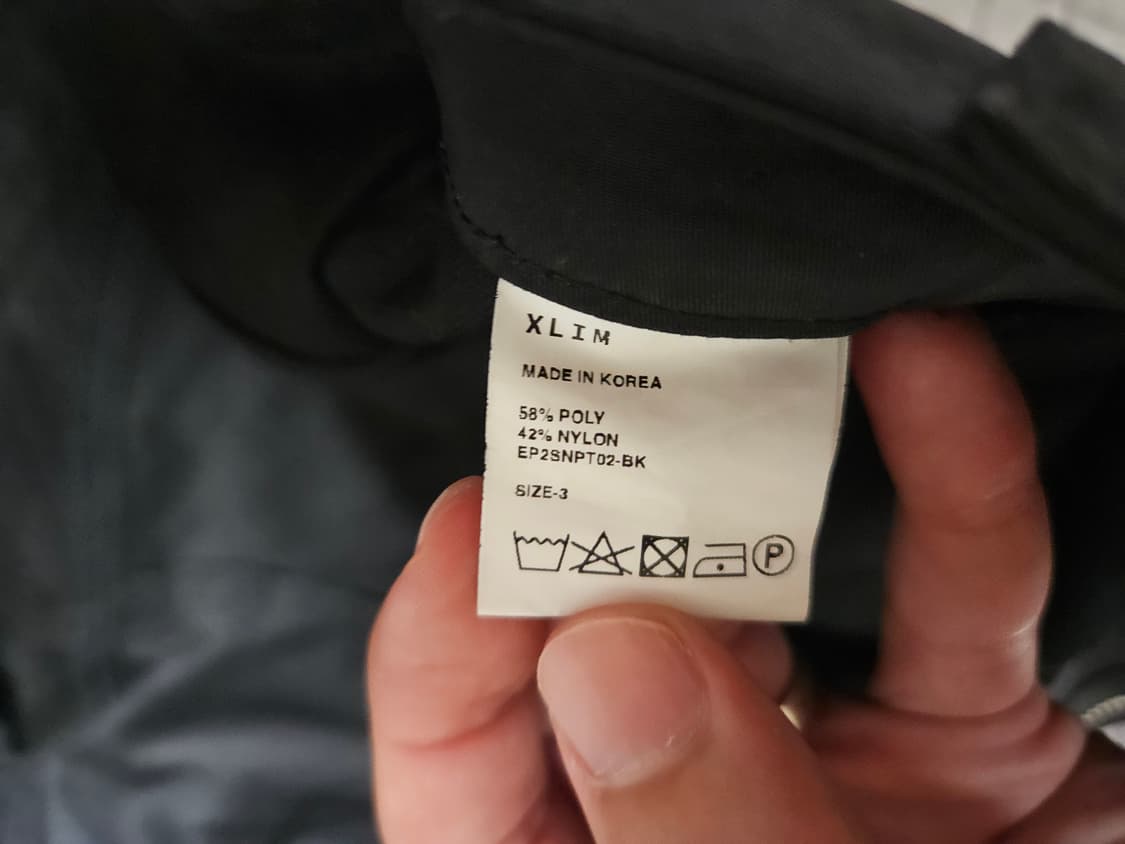 XLIM
MADE IN KOREA
58% POLY
42% NYLON
EP2SNPT02-BK
SIZE-3
P